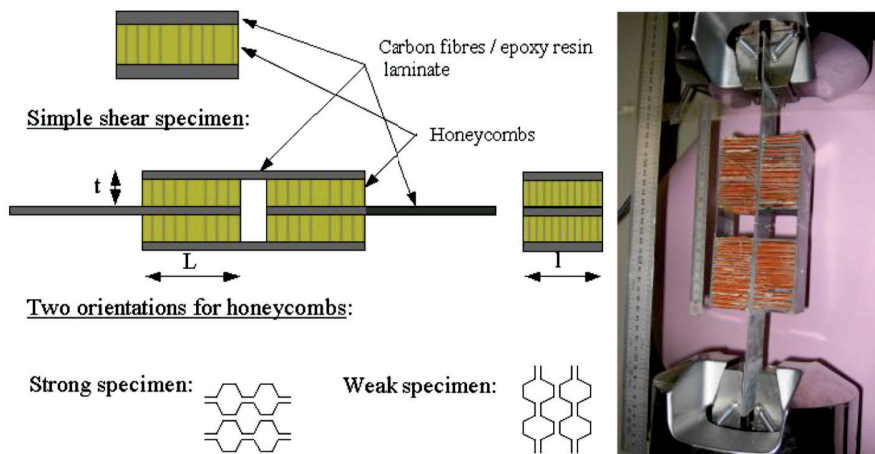 Carbon fibres / epoxy resin
laminate
Simple shear specimen:
Honeycombs
t
L
l
Two orientations for honeycombs:
Strong specimen:
Weak specimen: